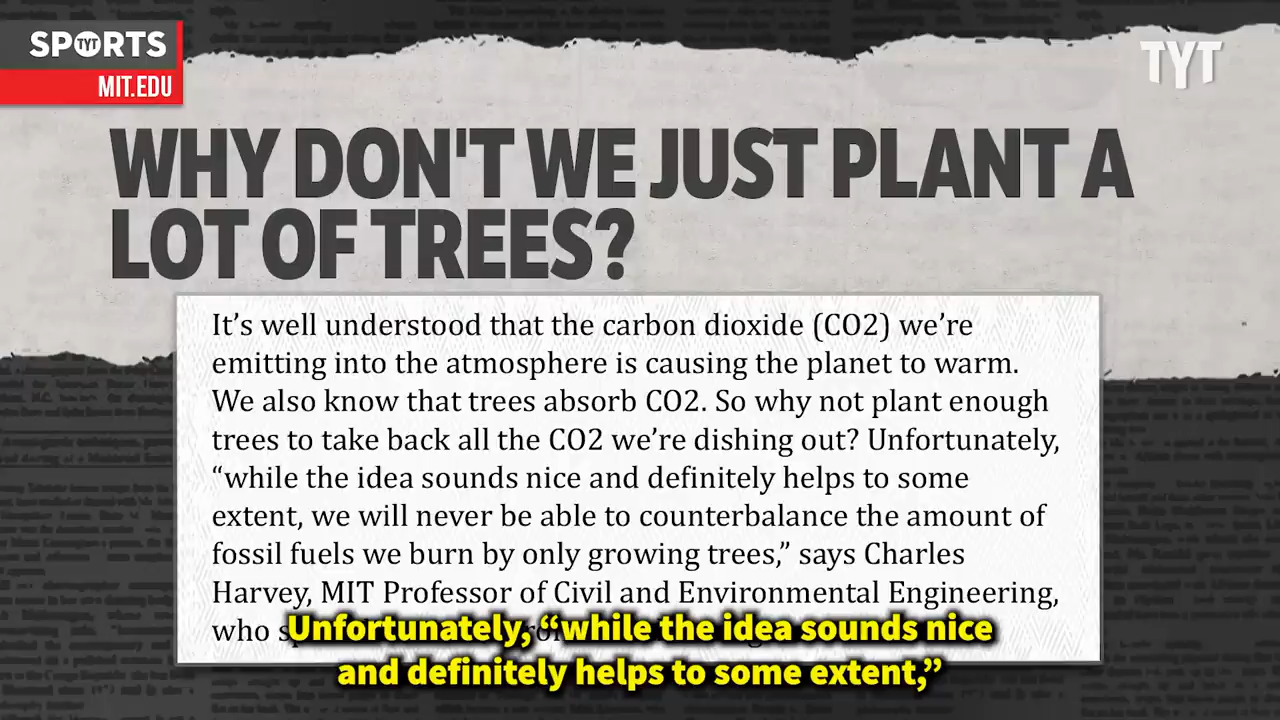 SPORTS
TYT
MIT.EDU
TYT
WHY DON'T WE JUST PLANT A
LOT OF TREES?
It’s well understood that the carbon dioxide (CO2) we’re
emitting into the atmosphere is causing the planet to warm.
We also know that trees absorb CO2. So why not plant enough
trees to take back all the CO2 we’re dishing out? Unfortunately,
“while the idea sounds nice and definitely helps to some
extent, we will never be able to counterbalance the amount of
fossil fuels we burn by only growing trees,” says Charles
Harvey, MIT Professor of Civil and Environmental Engineering,
who
Unfortunately, “while the idea sounds nice
and definitely helps to some extent,”